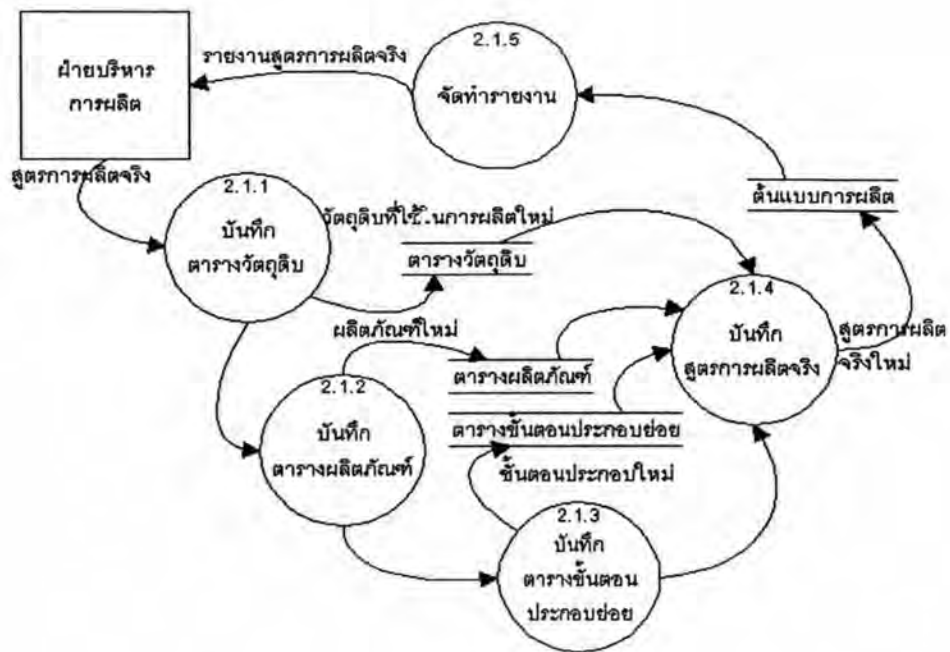 2.1.5
รายงานสูตรการผลิตจริง
ฝ่ายบริหาร
การผลิต
จัดทำรายงาน
สูตรการผลิตจริง
2.1.1
บันทึก
ตารางวัตถุดิบ
วัตถุดิบที่ใช้ในการผลิตใหม่
ตารางวัตถุดิบ
ต้นแบบการผลิต
2.1.4
บันทึก
สูตรการผลิตจริง
สูตรการผลิต
จริงใหม่
ผลิตภัณฑ์ใหม่
ตารางผลิตภัณฑ์
2.1.2
บันทึก
ตารางผลิตภัณฑ์
ตารางขั้นตอนประกอบย่อย
ขั้นตอนประกอบใหม่
2.1.3
บันทึก
ตารางขั้นตอน
ประกอบย่อย